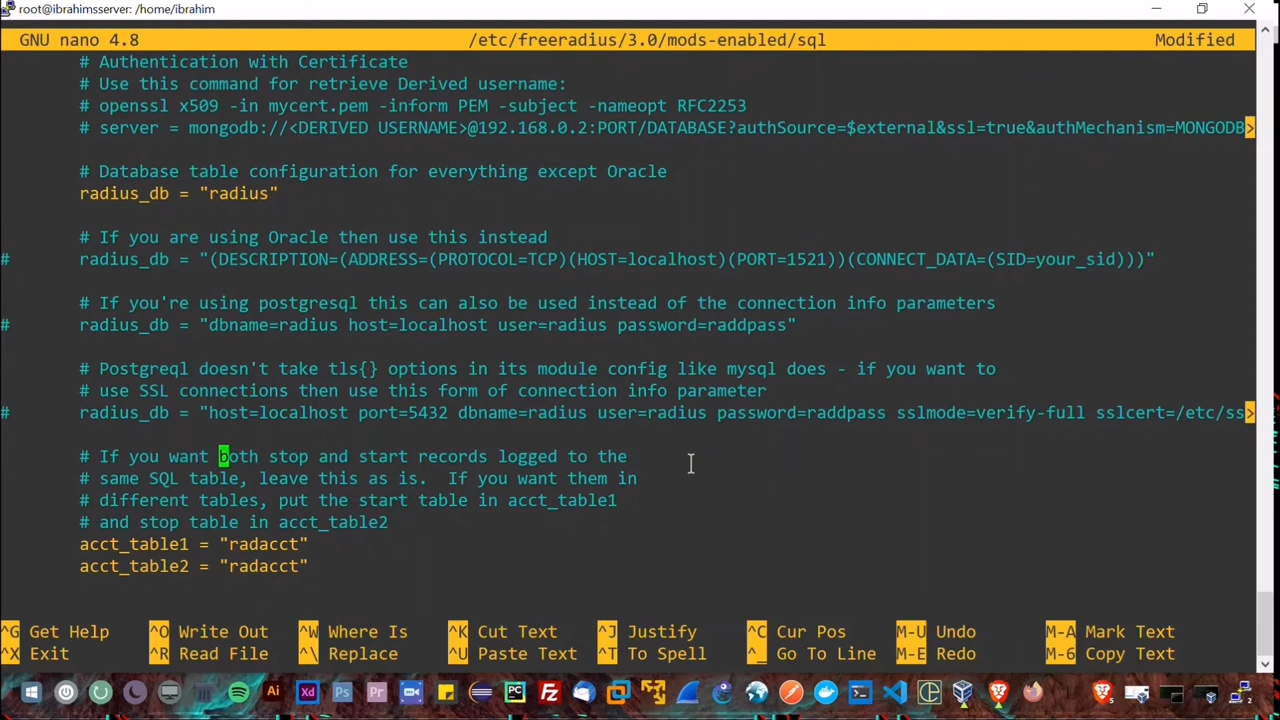 root@ibrahimsserver: /home/ibrahim
GNU nano 4.8 /etc/freeradius/3.0/mods-enabled/sql Modified
# Authentication with Certificate
# Use this command for retrieve Derived username:
# openssl x509 -in mycert.pem -inform PEM -subject -nameopt RFC2253
# server = mongodb://<DERIVED USERNAME>@192.168.0.2:PORT/DATABASE?authSource=$external&ssl=true&authMechanism=MONGODB>
# Database table configuration for everything except Oracle
radius_db = "radius"
# If you are using Oracle then use this instead
# radius_db = "(DESCRIPTION=(ADDRESS=(PROTOCOL=TCP)(HOST=localhost)(PORT=1521))(CONNECT_DATA=(SID=your_sid)))"
# If you're using postgresql this can also be used instead of the connection info parameters
# radius_db = "dbname=radius host=localhost user=radius password=raddpass"
# Postgreql doesn't take tls{} options in its module config like mysql does - if you want to
# use SSL connections then use this form of connection info parameter
# radius_db = "host=localhost port=5432 dbname=radius user=radius password=raddpass sslmode=verify-full sslcert=/etc/ss>
# If you want both stop and start records logged to the
# same SQL table, leave this as is.  If you want them in
# different tables, put the start table in acct_table1
# and stop table in acct_table2
acct_table1 = "radacct"
acct_table2 = "radacct"
^G Get Help ^O Write Out ^W Where Is ^K Cut Text ^J Justify ^C Cur Pos M-U Undo M-A Mark Text
^X Exit ^R Read File ^\ Replace ^U Paste Text ^T To Spell ^_ Go To Line M-E Redo M-6 Copy Text
Ai Xd Ps Pr PC